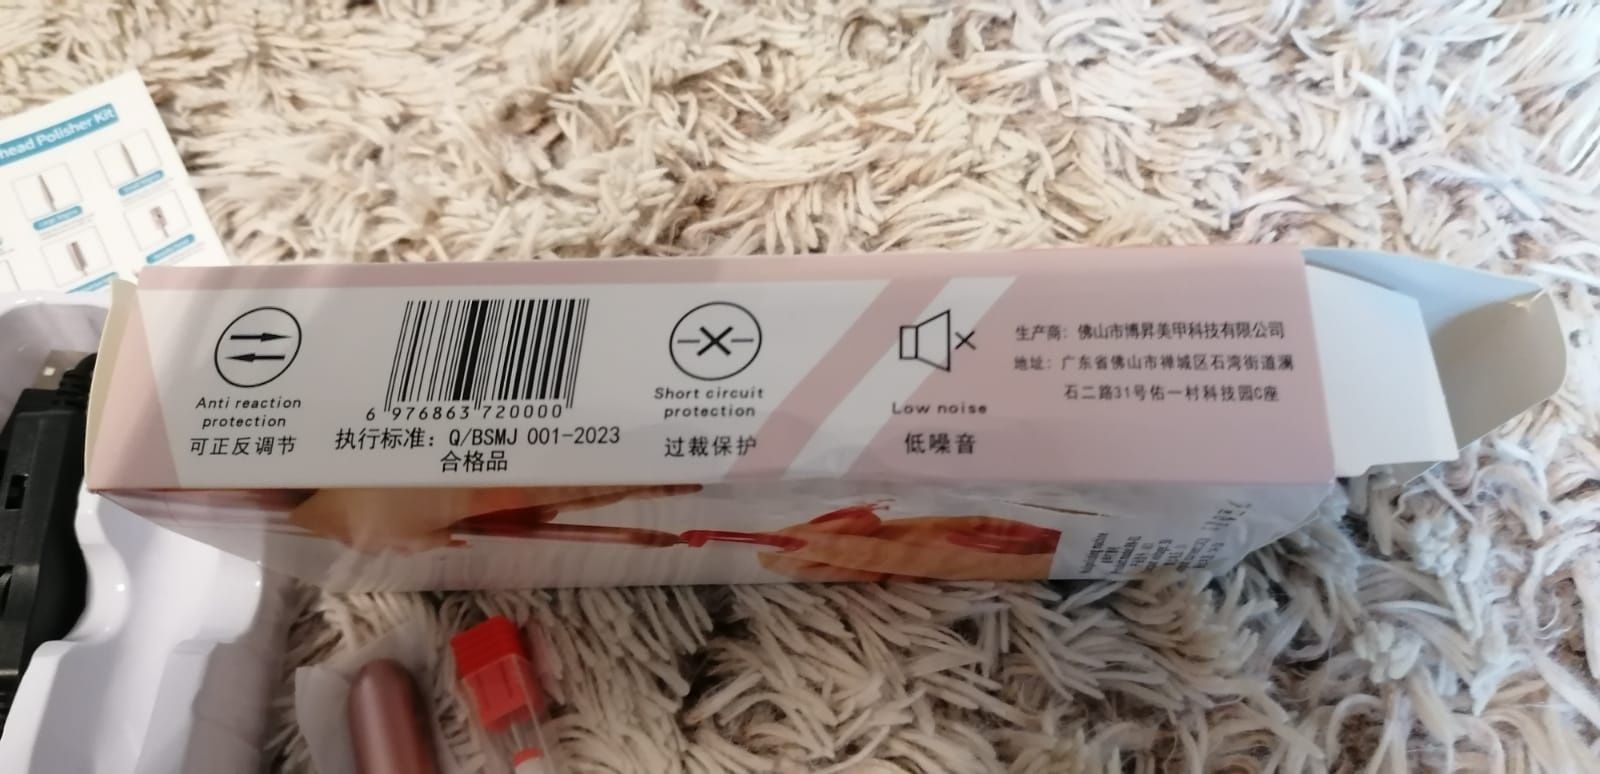 head Polisher Kit
Anti reaction
protection
可正反调节
6 976863 720000
执行标准：Q/BSMJ 001-2023
合格品
Short circuit
protection
过裁保护
Low noise
低噪音
生产商：佛山市博昇美甲科技有限公司
地址：广东省佛山市禅城区石湾街道澜
石二路31号佑一村科技园C座